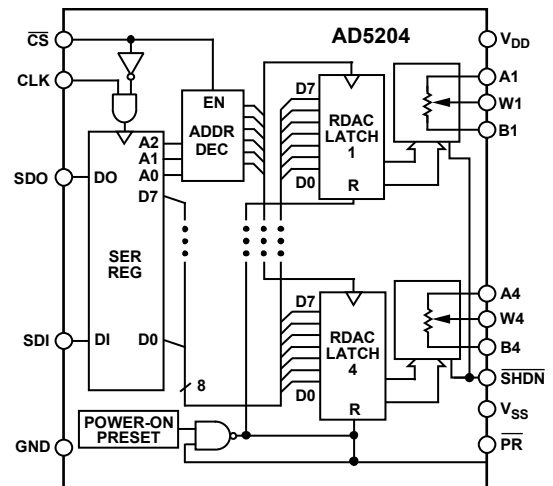 AD5204
CS
CLK
SDO
SDI
GND
VDD
A1
W1
B1
A4
W4
B4
SHDN
VSS
PR
EN
ADDR
DEC
A2
A1
A0
D7
DO
SER
REG
DI
D0
8
D7
RDAC
LATCH
1
D0
R
D7
RDAC
LATCH
4
D0
R
POWER-ON
PRESET